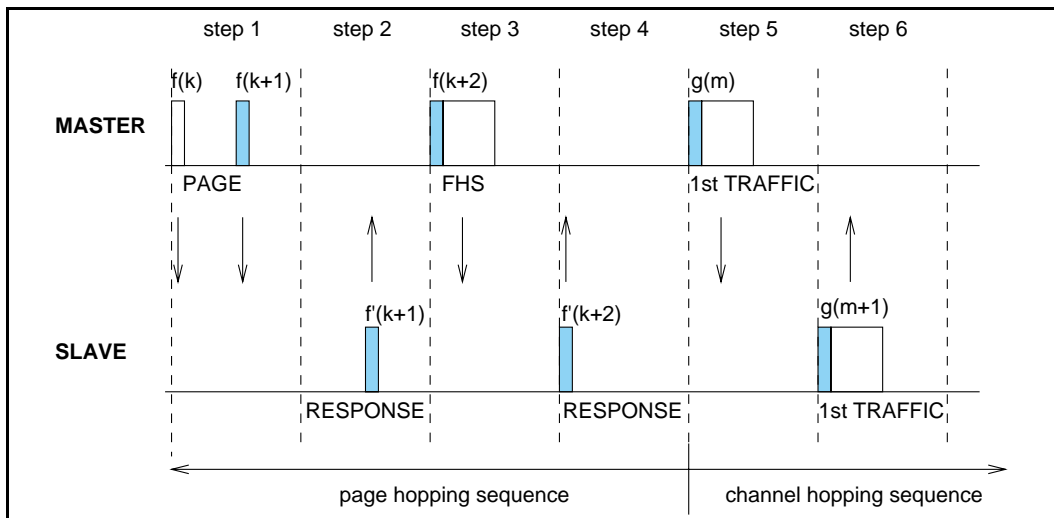 step 1 step 2 step 3 step 4 step 5 step 6
f(k) f(k+1) f(k+2) g(m)
MASTER
PAGE FHS 1st TRAFFIC
f'(k+1) f'(k+2) g(m+1)
SLAVE
RESPONSE RESPONSE 1st TRAFFIC
page hopping sequence channel hopping sequence